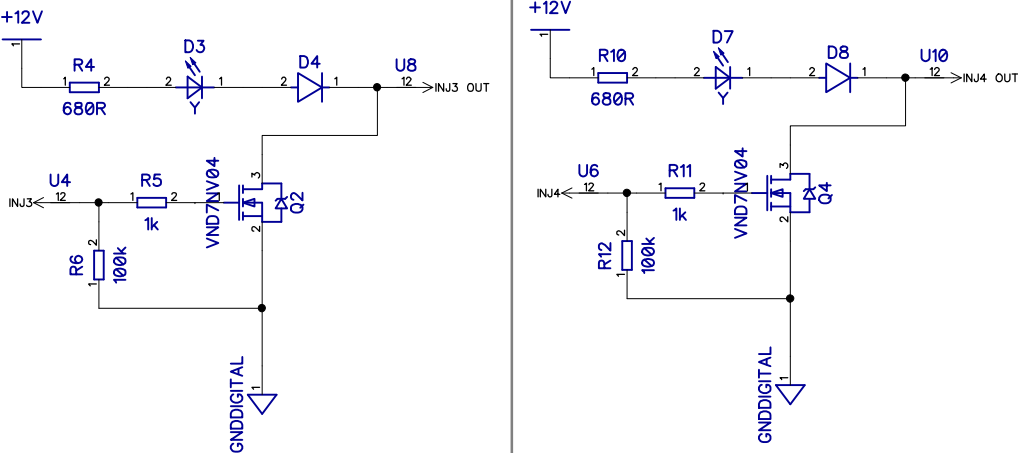 +12V
1
R4
1 2
680R
D3
2 1
Y
D4
2 1
U8
12
INJ3 OUT
U4
INJ3 12
R5
1 2
1k
VND7NV04
1
3
2
Q2
R6
2
1
100k
GNDDIGITAL
1
+12V
1
R10
1 2
680R
D7
2 1
Y
D8
2 1
U10
12
INJ4 OUT
U6
INJ4 12
R11
1 2
1k
VND7NV04
1
3
2
Q4
R12
2
1
100k
GNDDIGITAL
1